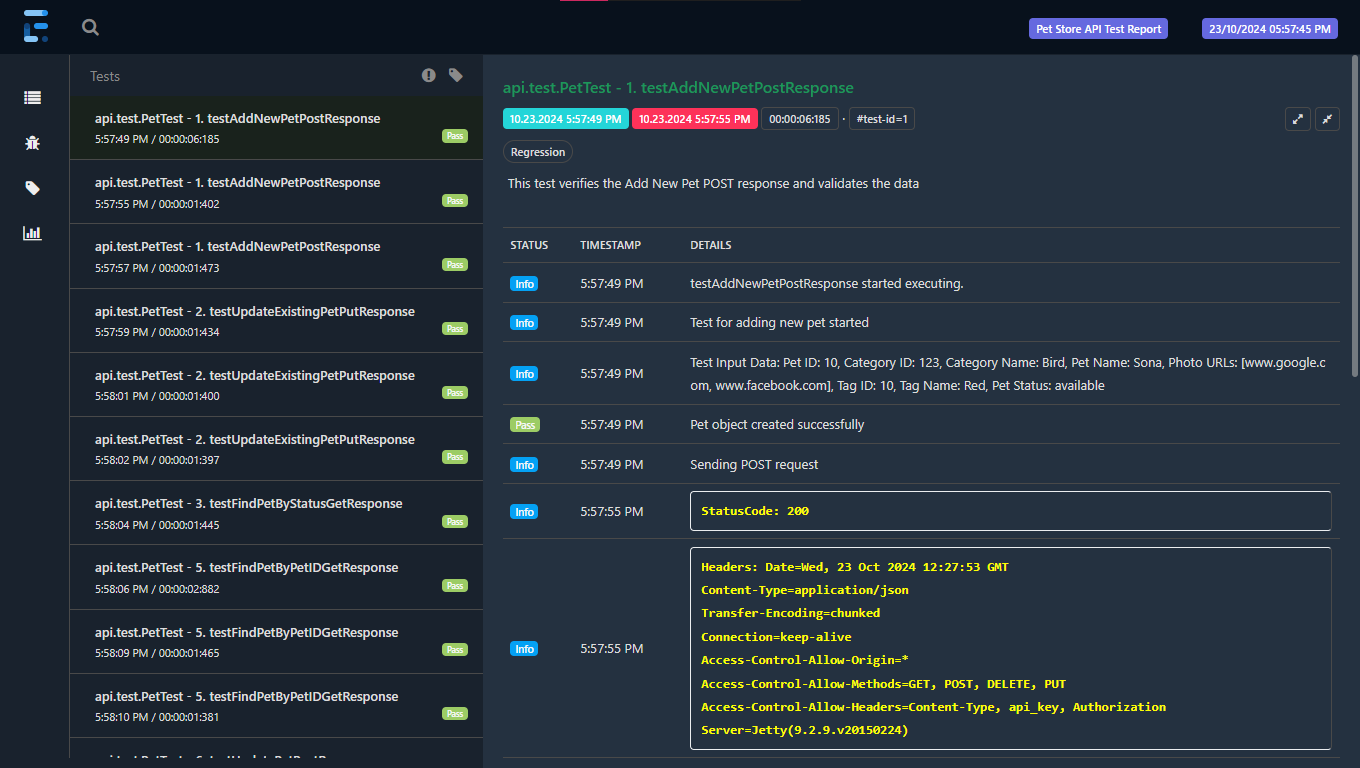 Pet Store API Test Report
23/10/2024 05:57:45 PM
Tests
api.test.PetTest - 1. testAddNewPetPostResponse
5:57:49 PM / 00:00:06:185
Pass
api.test.PetTest - 1. testAddNewPetPostResponse
5:57:55 PM / 00:00:01:402
Pass
api.test.PetTest - 1. testAddNewPetPostResponse
5:57:57 PM / 00:00:01:473
Pass
api.test.PetTest - 2. testUpdateExistingPetPutResponse
5:57:59 PM / 00:00:01:434
Pass
api.test.PetTest - 2. testUpdateExistingPetPutResponse
5:58:01 PM / 00:00:01:400
Pass
api.test.PetTest - 2. testUpdateExistingPetPutResponse
5:58:02 PM / 00:00:01:397
Pass
api.test.PetTest - 3. testFindPetByStatusGetResponse
5:58:04 PM / 00:00:01:445
Pass
api.test.PetTest - 5. testFindPetByPetIDGetResponse
5:58:06 PM / 00:00:02:882
Pass
api.test.PetTest - 5. testFindPetByPetIDGetResponse
5:58:09 PM / 00:00:01:465
Pass
api.test.PetTest - 5. testFindPetByPetIDGetResponse
5:58:10 PM / 00:00:01:381
Pass
api.test.PetTest - 1. testAddNewPetPostResponse
10.23.2024 5:57:49 PM 10.23.2024 5:57:55 PM 00:00:06:185 · #test-id=1
Regression
This test verifies the Add New Pet POST response and validates the data
STATUS TIMESTAMP DETAILS
Info 5:57:49 PM testAddNewPetPostResponse started executing.
Info 5:57:49 PM Test for adding new pet started
Info 5:57:49 PM Test Input Data: Pet ID: 10, Category ID: 123, Category Name: Bird, Pet Name: Sona, Photo URLs: [www.google.c
om, www.facebook.com], Tag ID: 10, Tag Name: Red, Pet Status: available
Pass 5:57:49 PM Pet object created successfully
Info 5:57:49 PM Sending POST request
Info 5:57:55 PM StatusCode: 200
Info 5:57:55 PM Headers: Date=Wed, 23 Oct 2024 12:27:53 GMT
Content-Type=application/json
Transfer-Encoding=chunked
Connection=keep-alive
Access-Control-Allow-Origin=*
Access-Control-Allow-Methods=GET, POST, DELETE, PUT
Access-Control-Allow-Headers=Content-Type, api_key, Authorization
Server=Jetty(9.2.9.v20150224)